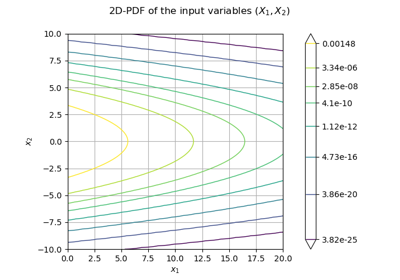 2D-PDF of the input variables (X₁, X₂)
10.0
7.5
5.0
2.5
0.0
−2.5
−5.0
−7.5
−10.0
x₂
0.0 2.5 5.0 7.5 10.0 12.5 15.0 17.5 20.0
x₁
0.00148
3.34e-06
2.85e-08
4.1e-10
1.12e-12
4.73e-16
3.86e-20
3.82e-25